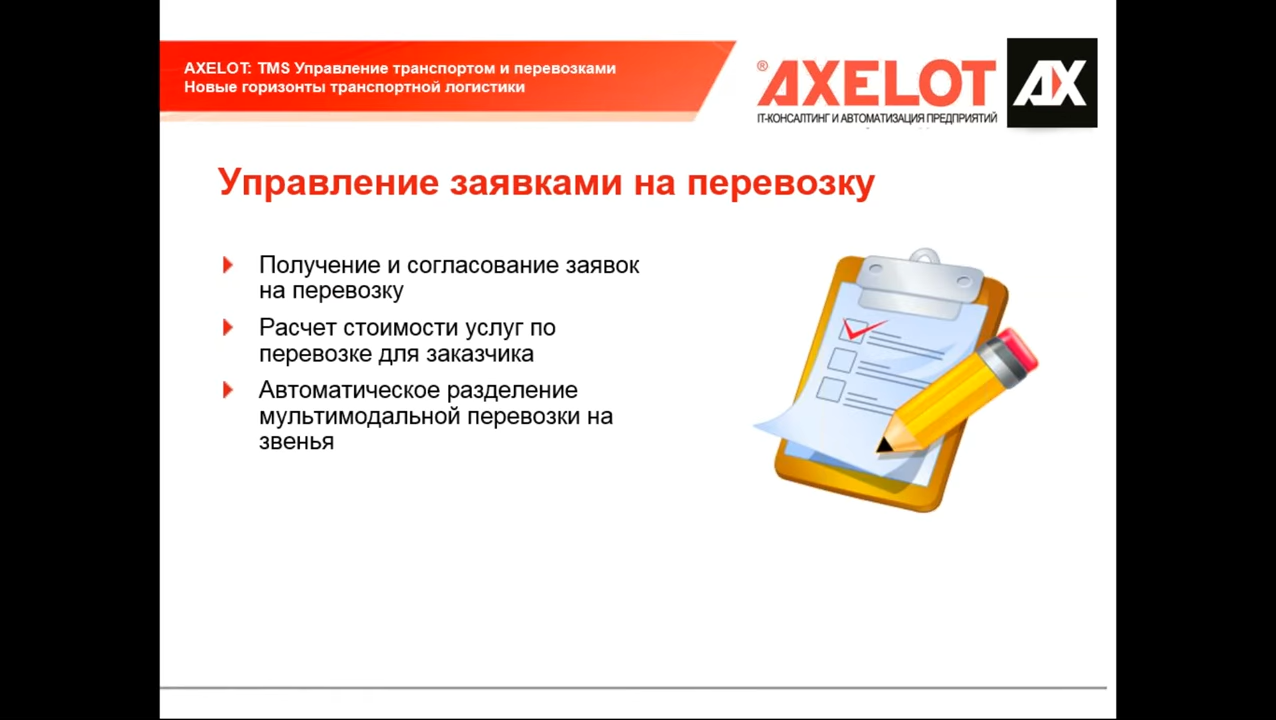 AXELOT: TMS Управление транспортом и перевозками
Новые горизонты транспортной логистики
®AXELOT
IT-КОНСАЛТИНГ И АВТОМАТИЗАЦИЯ ПРЕДПРИЯТИЙ
AX
Управление заявками на перевозку
Получение и согласование заявок
на перевозку
Расчет стоимости услуг по
перевозке для заказчика
Автоматическое разделение
мультимодальной перевозки на
звенья